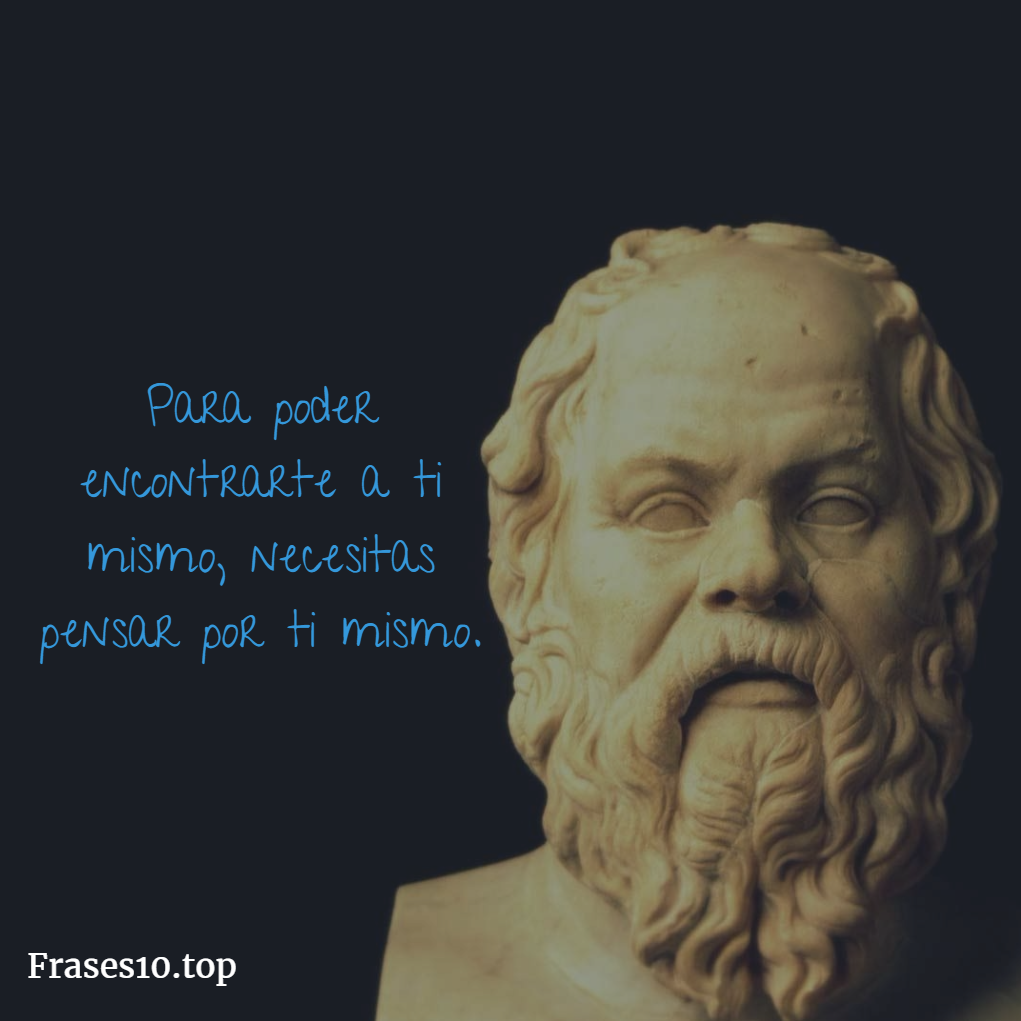 Para poder
encontrarte a ti
mismo, necesitas
pensar por ti mismo.
Frases10.top